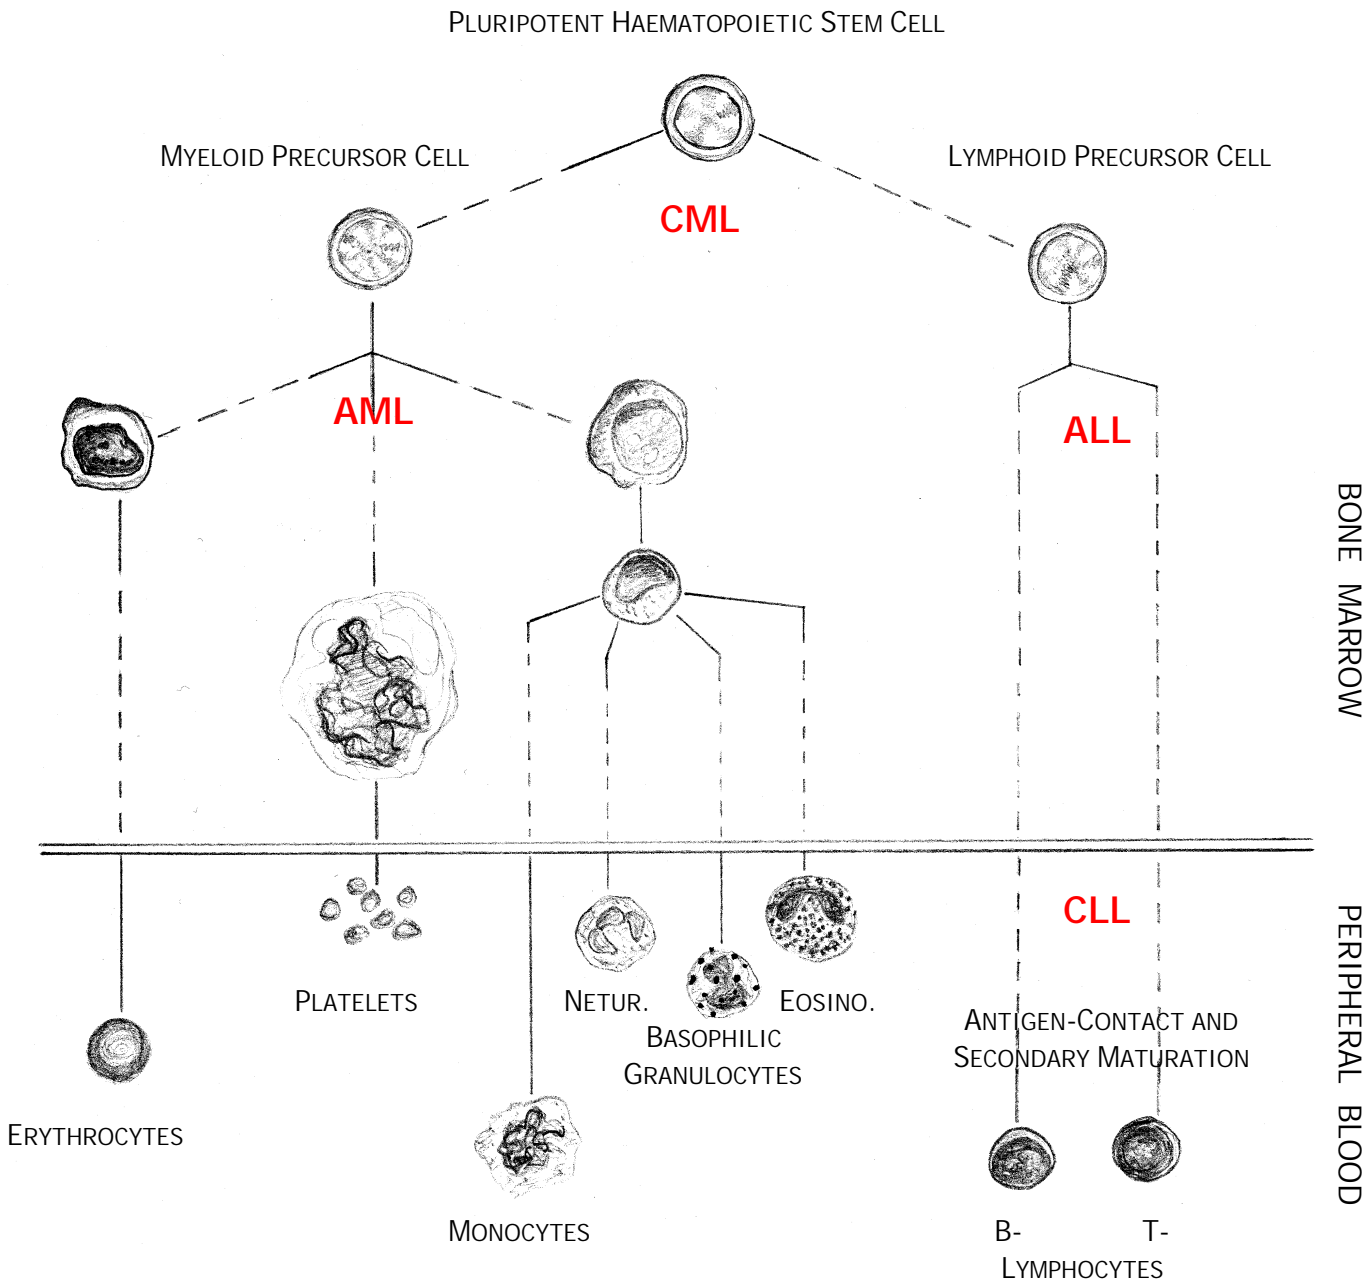 PLURIPOTENT HAEMATOPOIETIC STEM CELL
MYELOID PRECURSOR CELL
LYMPHOID PRECURSOR CELL
CML
AML
ALL
BONE MARROW
CLL
PLATELETS
NETUR.
EOSINO.
BASOPHILIC
GRANULOCYTES
ANTIGEN-CONTACT AND
SECONDARY MATURATION
PERIPHERAL BLOOD
ERYTHROCYTES
MONOCYTES
B-
T-
LYMPHOCYTES